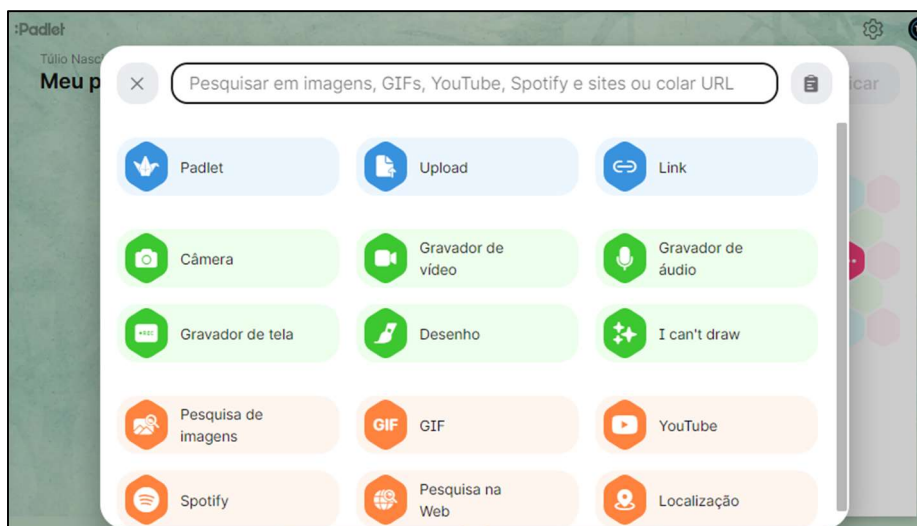 :Padlet
Túlio Nasc
Meu p
Pesquisar em imagens, GIFs, YouTube, Spotify e sites ou colar URL
icar
Padlet
Upload
Link
Câmera
Gravador de
vídeo
Gravador de
áudio
Gravador de tela
REC
Desenho
I can't draw
Pesquisa de
imagens
GIF
GIF
YouTube
Spotify
Pesquisa na
Web
Localização